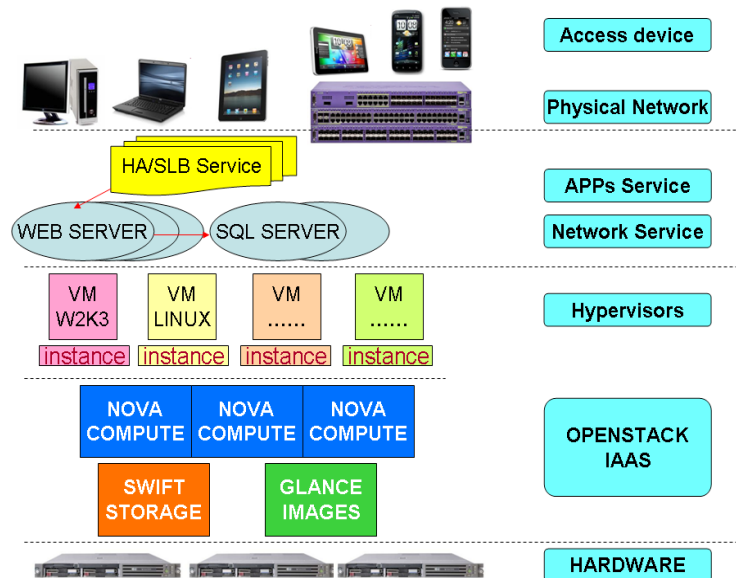 Access device
Physical Network
HA/SLB Service
APPs Service
WEB SERVER
SQL SERVER
Network Service
VM
W2K3
VM
LINUX
VM
......
VM
......
Hypervisors
instance
instance
instance
instance
NOVA
COMPUTE
NOVA
COMPUTE
NOVA
COMPUTE
OPENSTACK
IAAS
SWIFT
STORAGE
GLANCE
IMAGES
HARDWARE